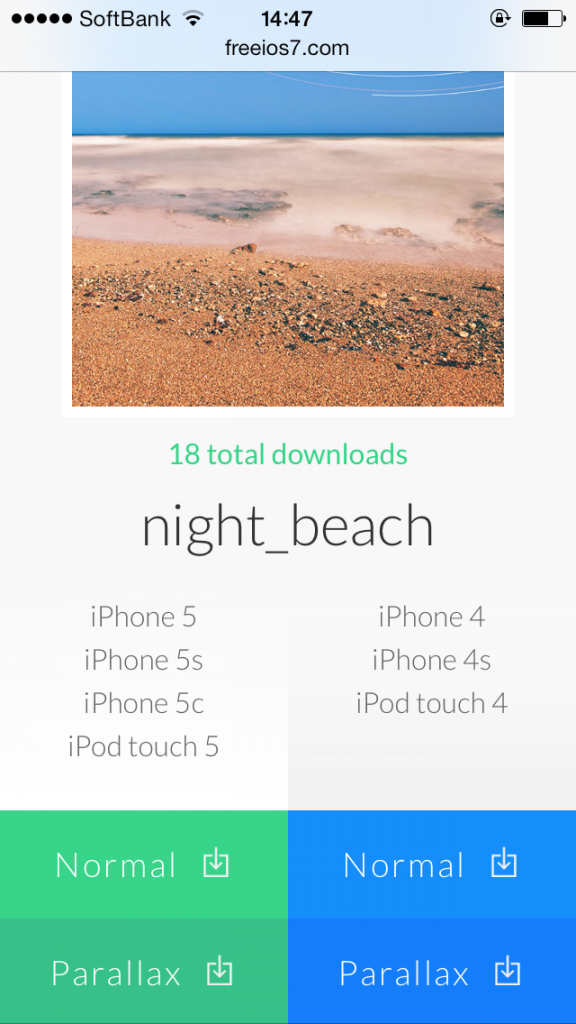 SoftBank 14:47
freeios7.com
18 total downloads
night_beach
iPhone 5
iPhone 5s
iPhone 5c
iPod touch 5
iPhone 4
iPhone 4s
iPod touch 4
Normal
Parallax
Normal
Parallax